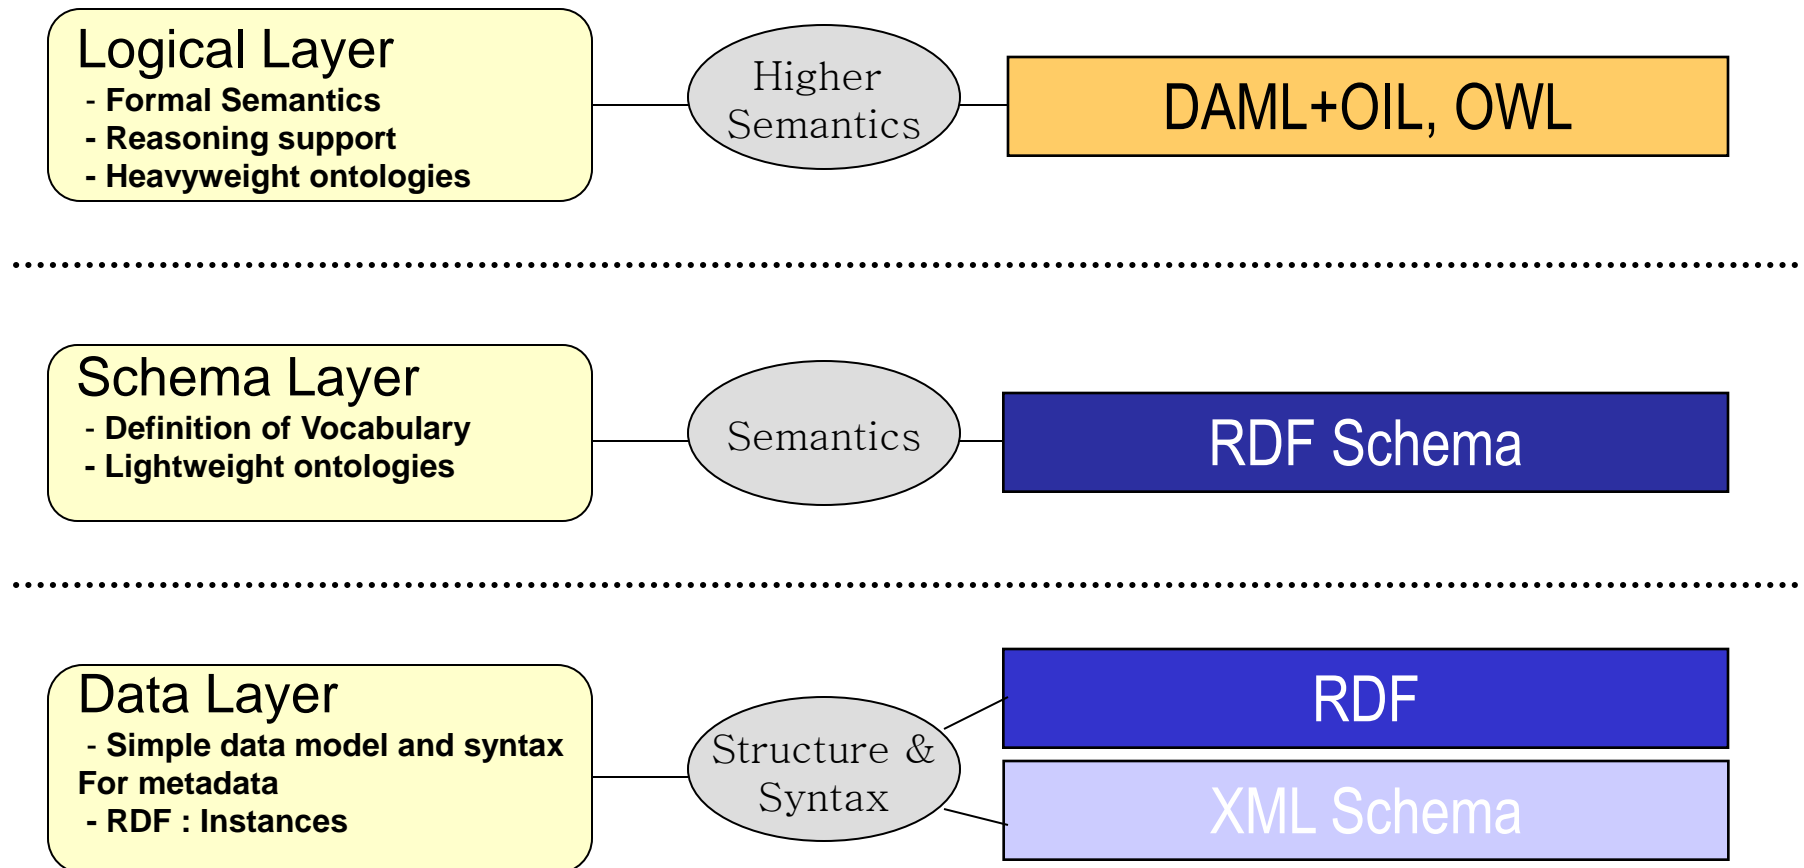 Logical Layer
- Formal Semantics
- Reasoning support
- Heavyweight ontologies
Higher
Semantics
DAML+OIL, OWL
Schema Layer
- Definition of Vocabulary
- Lightweight ontologies
Semantics
RDF Schema
Data Layer
- Simple data model and syntax
For metadata
- RDF : Instances
Structure &
Syntax
RDF
XML Schema